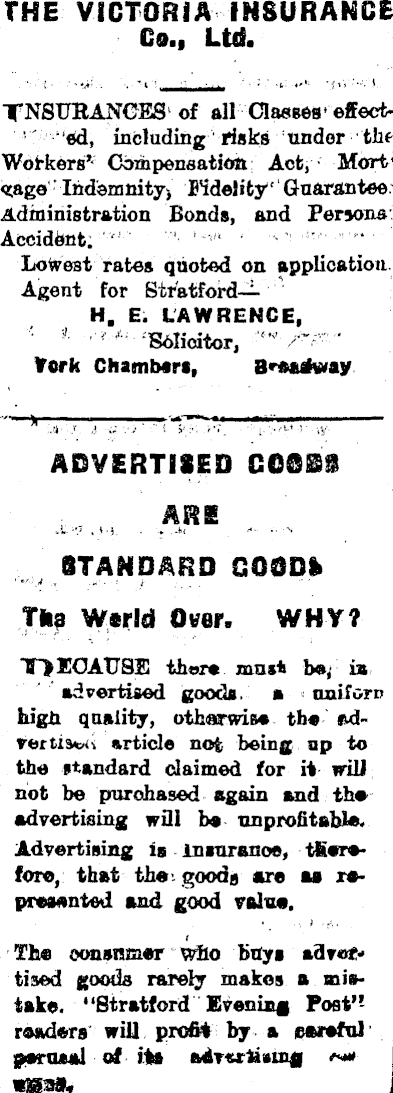 THE VICTORIA INSURANCE
Co., Ltd.
INSURANCES of all Classes effect-
ed, including risks under the
Workers' Compensation Act, Mort-
gage Indemnity, Fidelity Guarantee
Administration Bonds, and Persona
Accident.
Lowest rates quoted on application.
Agent for Stratford—
H. E. LAWRENCE,
Solicitor,
York Chambers, Broadway
ADVERTISED GOODS
ARE
STANDARD GOODS
The World Over. WHY?
BECAUSE there must be, in
advertised goods, a uniform
high quality, otherwise the ad-
vertised article not being up to
the standard claimed for it will
not be purchased again and the
advertising will be unprofitable.
Advertising is insurance, there-
fore, that the goods are as re-
presented and good value.
The consumer who buys adver-
tised goods rarely makes a mis-
take. "Stratford Evening Post"
readers will profit by a careful
perusal of its advertising